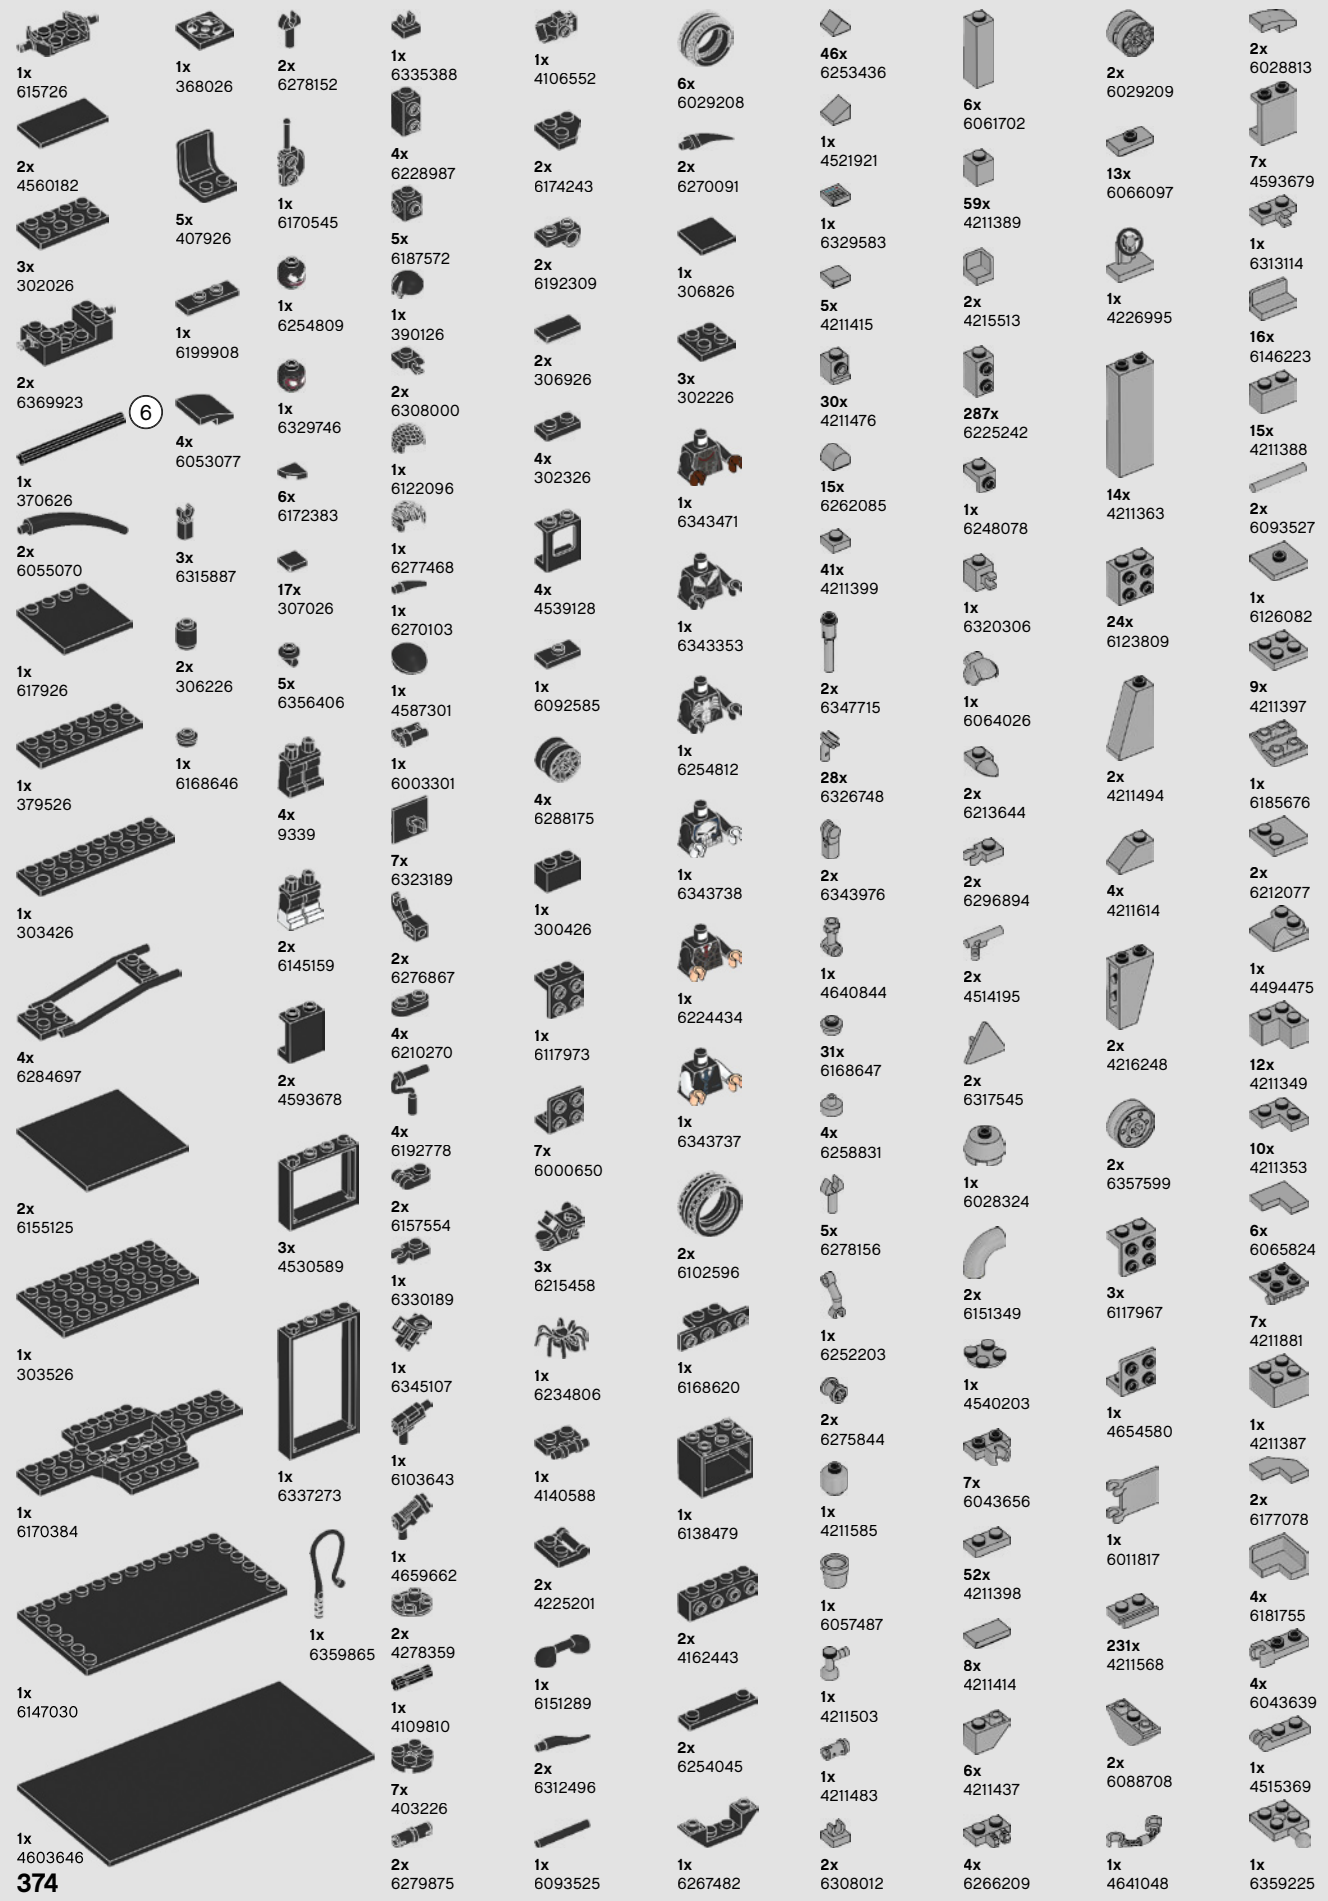 1x
615726
2x
4560182
3x
302026
2x
6369923
6
1x
370626
2x
6055070
1x
617926
1x
379526
1x
303426
4x
6284697
2x
6155125
1x
303526
1x
6170384
1x
6147030
1x
4603646
374
1x
368026
5x
407926
1x
6199908
4x
6053077
3x
6315887
2x
306226
1x
6168646
2x
6278152
1x
6170545
1x
6254809
1x
6329746
6x
6172383
17x
307026
5x
6356406
4x
9339
2x
6145159
2x
4593678
3x
4530589
1x
6337273
1x
6359865
1x
6335388
4x
6228987
5x
6187572
1x
390126
2x
6308000
1x
6122096
1x
6277468
1x
6270103
1x
4587301
1x
6003301
7x
6323189
2x
6276867
4x
6210270
4x
6192778
2x
6157554
1x
6330189
1x
6345107
1x
6103643
1x
4659662
2x
4278359
1x
4109810
7x
403226
2x
6279875
1x
4106552
2x
6174243
2x
6192309
2x
306926
4x
302326
4x
4539128
1x
6092585
4x
6288175
1x
300426
1x
6117973
7x
6000650
3x
6215458
1x
6234806
1x
4140588
2x
4225201
1x
6151289
2x
6312496
1x
6093525
6x
6029208
2x
6270091
1x
306826
3x
302226
1x
6343471
1x
6343353
1x
6254812
1x
6343738
1x
6224434
1x
6343737
2x
6102596
1x
6168620
1x
6138479
2x
4162443
2x
6254045
1x
6267482
46x
6253436
1x
4521921
1x
6329583
5x
4211415
30x
4211476
15x
6262085
41x
4211399
2x
6347715
28x
6326748
2x
6343976
1x
4640844
31x
6168647
4x
6258831
5x
6278156
1x
6252203
2x
6275844
1x
4211585
1x
6057487
1x
4211503
1x
4211483
2x
6308012
6x
6061702
59x
4211389
2x
4215513
287x
6225242
1x
6248078
1x
6320306
1x
6064026
2x
6213644
2x
6296894
2x
4514195
2x
6317545
1x
6028324
2x
6151349
1x
4540203
7x
6043656
52x
4211398
8x
4211414
6x
4211437
4x
6266209
2x
6029209
13x
6066097
1x
4226995
14x
4211363
24x
6123809
2x
4211494
4x
4211614
2x
4216248
2x
6357599
3x
6117967
1x
4654580
1x
6011817
231x
4211568
2x
6088708
1x
4641048
2x
6028813
7x
4593679
1x
6313114
16x
6146223
15x
4211388
2x
6093527
1x
6126082
9x
4211397
1x
6185676
2x
6212077
1x
4494475
12x
4211349
10x
4211353
6x
6065824
7x
4211881
1x
4211387
2x
6177078
4x
6181755
4x
6043639
1x
4515369
1x
6359225